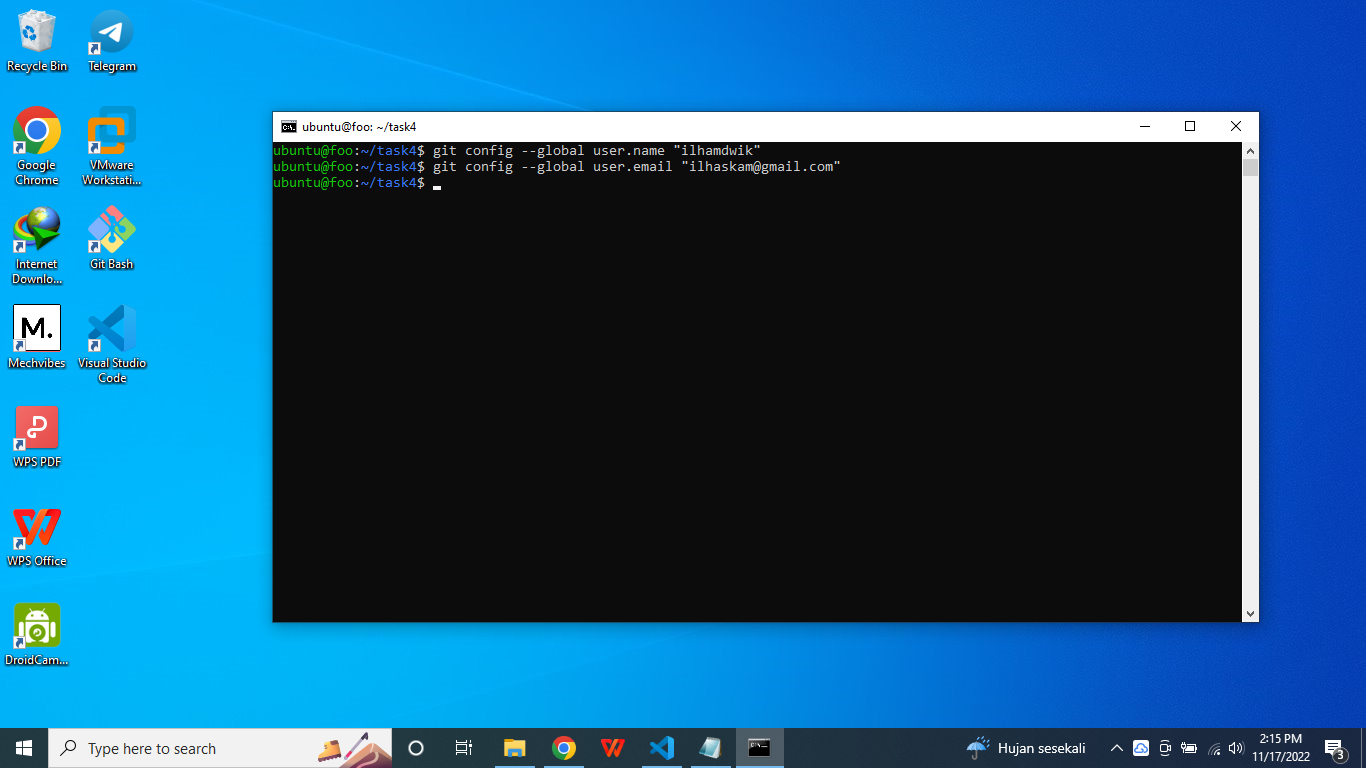 Recycle Bin
Telegram
Google
Chrome
VMware
Workstati...
Internet
Downlo...
Git Bash
M.
Mechvibes
Visual Studio
Code
WPS PDF
WPS Office
DroidCam...
C:\.
ubuntu@foo: ~/task4
ubuntu@foo:~/task4$ git config --global user.name "ilhamdwik"
ubuntu@foo:~/task4$ git config --global user.email "ilhaskam@gmail.com"
ubuntu@foo:~/task4$
Type here to search
Hujan sesekali
2:15 PM
11/17/2022
3